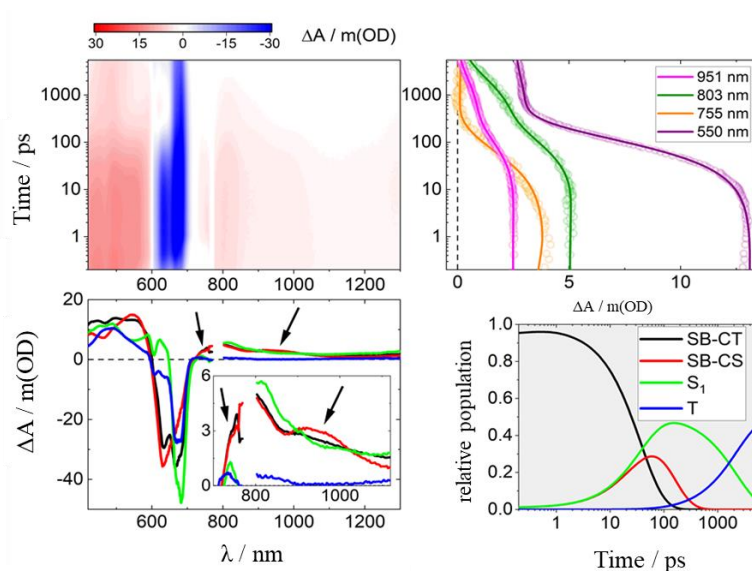 ΔA / m(OD)
30 15 0 -15 -30
Time / ps
1000
100
10
1
600 800 1000 1200
951 nm
803 nm
755 nm
550 nm
1000
100
10
1
0 5 10
ΔA / m(OD)
ΔA / m(OD)
20
0
-20
-40
6
3
0
800 1000
600 800 1000 1200
λ / nm
relative population
1.0
0.8
0.6
0.4
0.2
0.0
SB-CT
SB-CS
S1
T
1 10 100 1000
Time / ps